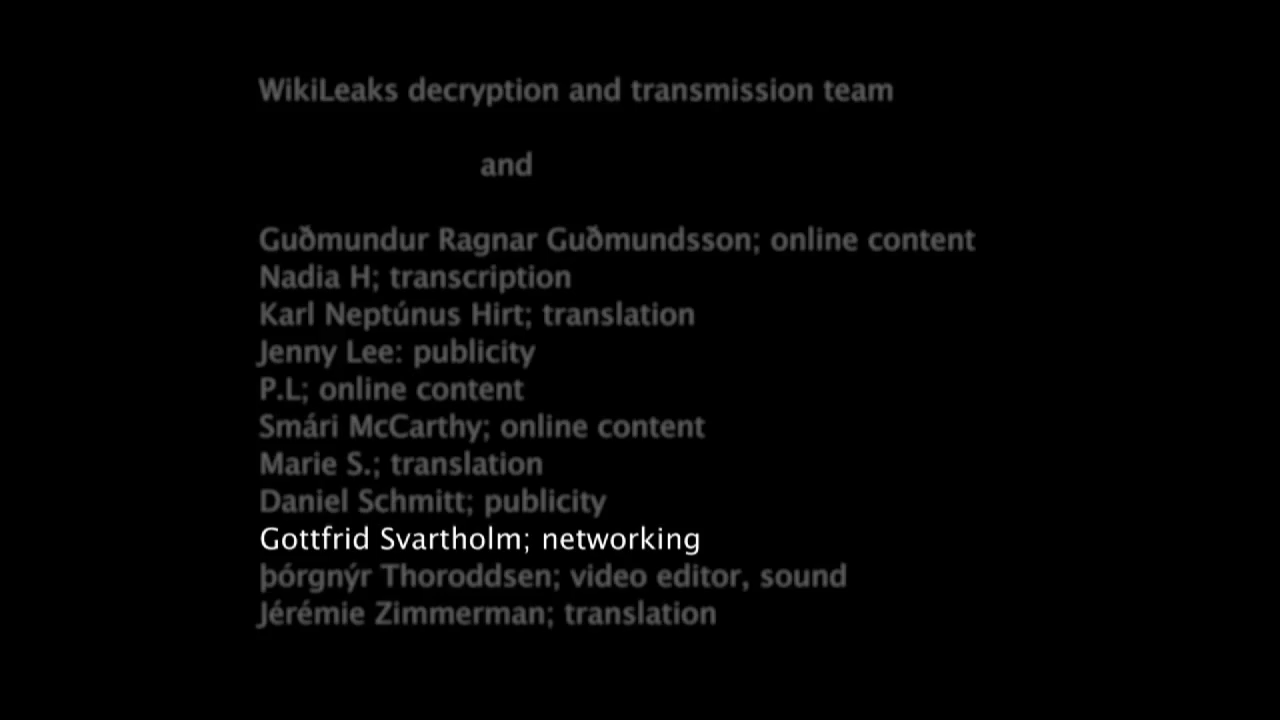 WikiLeaks decryption and transmission team
and
Guðmundur Ragnar Guðmundsson; online content
Nadia H; transcription
Karl Neptúnus Hirt; translation
Jenny Lee: publicity
P.L; online content
Smári McCarthy; online content
Marie S.; translation
Daniel Schmitt; publicity
Gottfrid Svartholm; networking
þórgnýr Thoroddsen; video editor, sound
Jérémie Zimmerman; translation